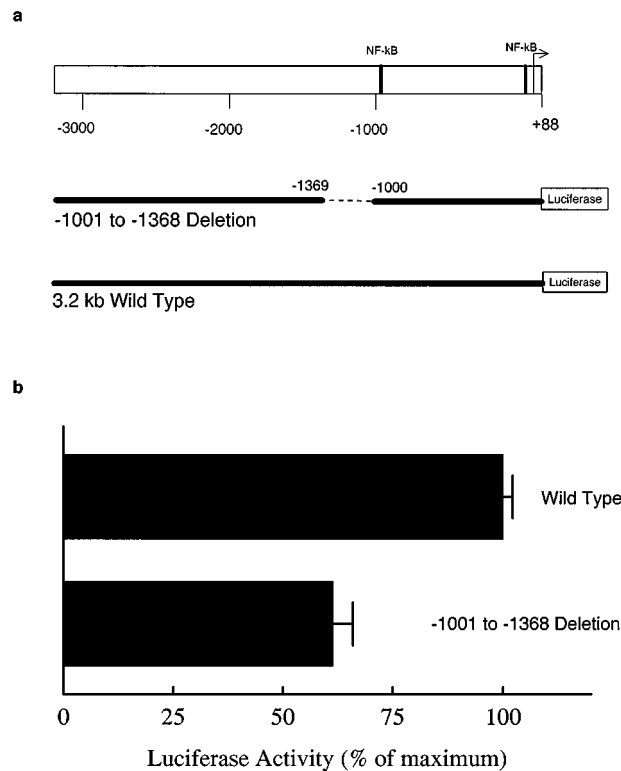 a
NF-kB NF-kB
-3000 -2000 -1000 +88
-1369 -1000
Luciferase
-1001 to -1368 Deletion
Luciferase
3.2 kb Wild Type
b
Wild Type
-1001 to -1368 Deletion
0 25 50 75 100
Luciferase Activity (% of maximum)